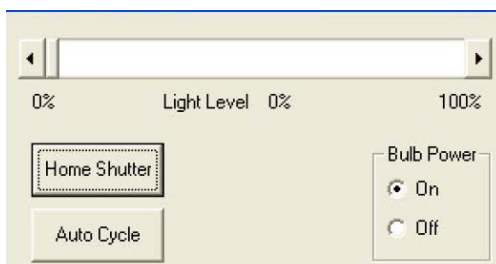 0% Light Level 0% 100%
Home Shutter
Bulb Power
On
Off
Auto Cycle